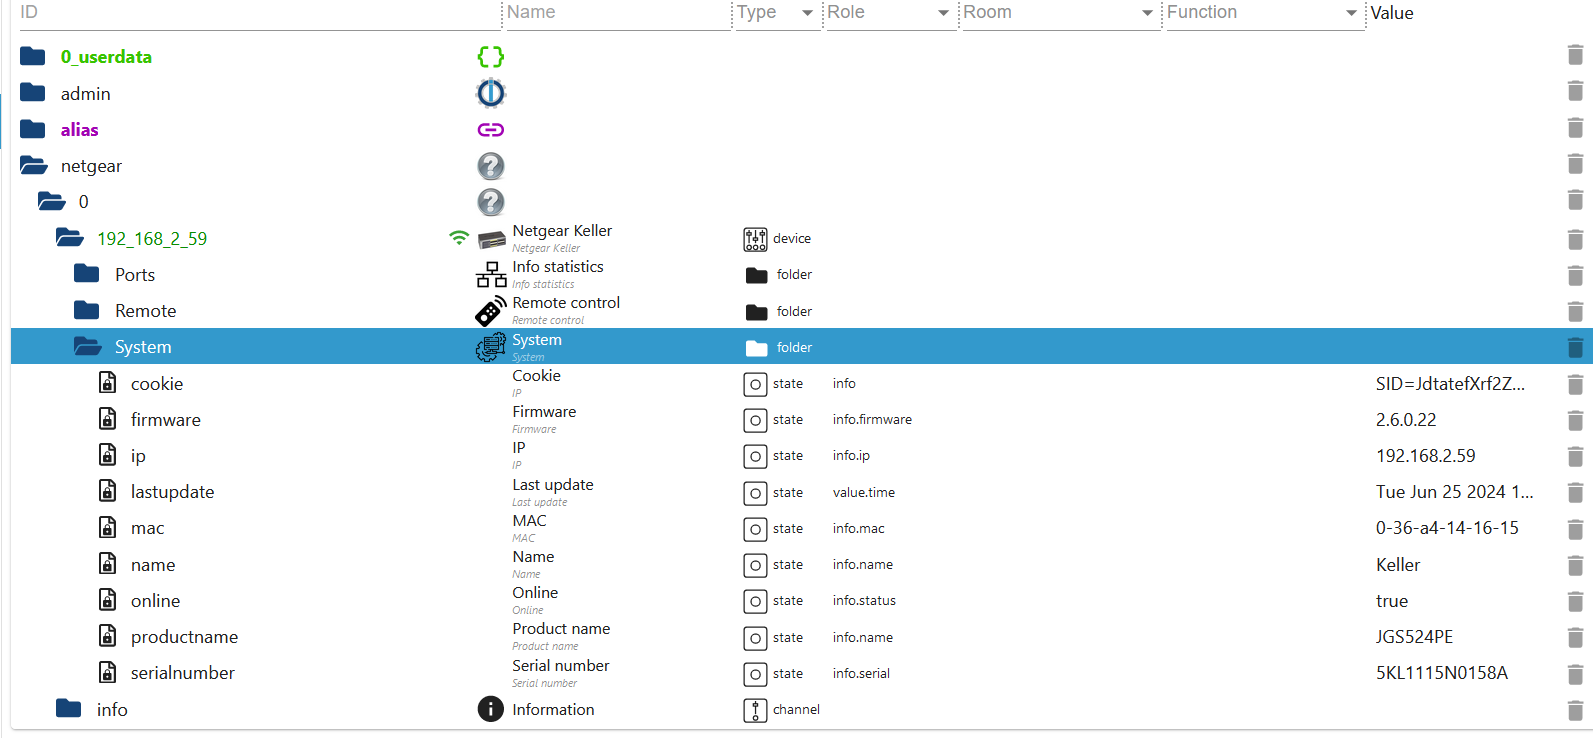 ID Name Type Role Room Function Value
0_userdata
admin
alias
netgear
0
192_168_2_59 Netgear Keller device
Netgear Keller
Ports Info statistics folder
Info statistics
Remote Remote control folder
Remote control
System System folder
System
cookie Cookie state info SID=JdtatefXrf2Z...
IP
firmware Firmware state info.firmware 2.6.0.22
Firmware
ip IP state info.ip 192.168.2.59
IP
lastupdate Last update state value.time Tue Jun 25 2024 1...
Last update
mac MAC state info.mac 0-36-a4-14-16-15
MAC
name Name state info.name Keller
Name
online Online state info.status true
Online
productname Product name state info.name JGS524PE
Product name
serialnumber Serial number state info.serial 5KL1115N0158A
Serial number
info Information channel